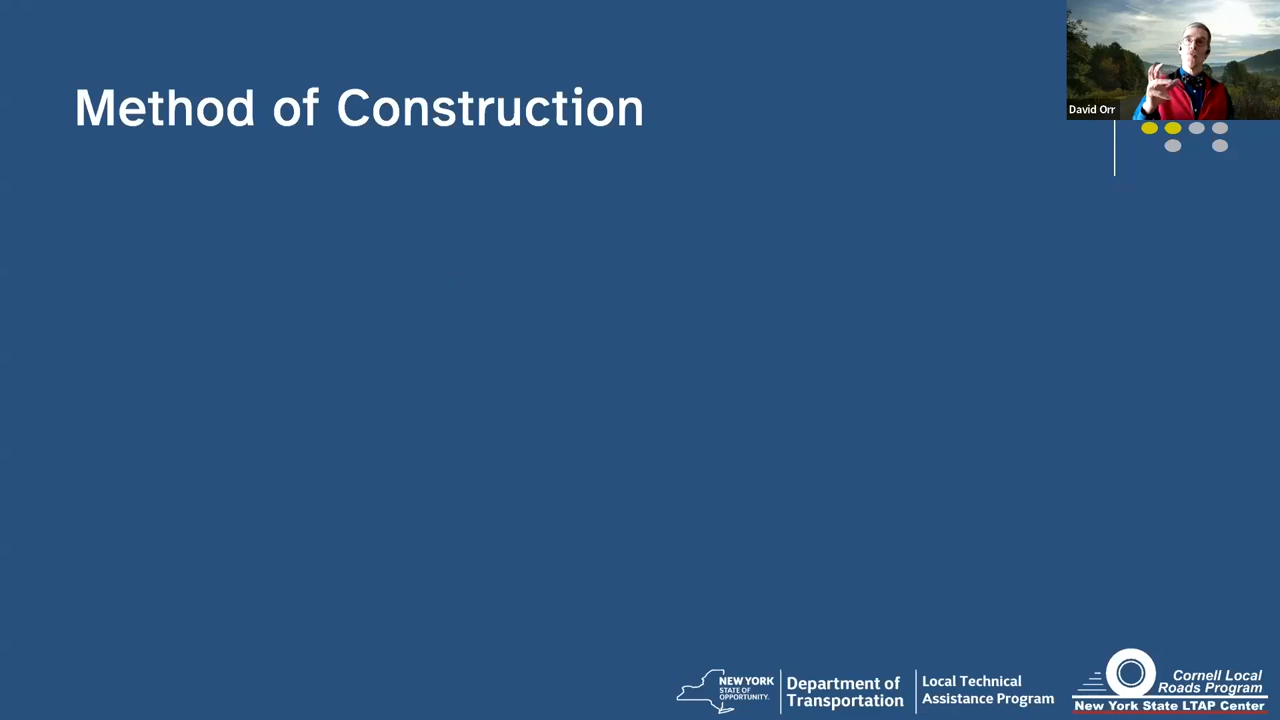 Method of Construction
David Orr
NEW YORK
STATE OF
OPPORTUNITY.
Department of
Transportation
Local Technical
Assistance Program
Cornell Local
Roads Program
New York State LTAP Center